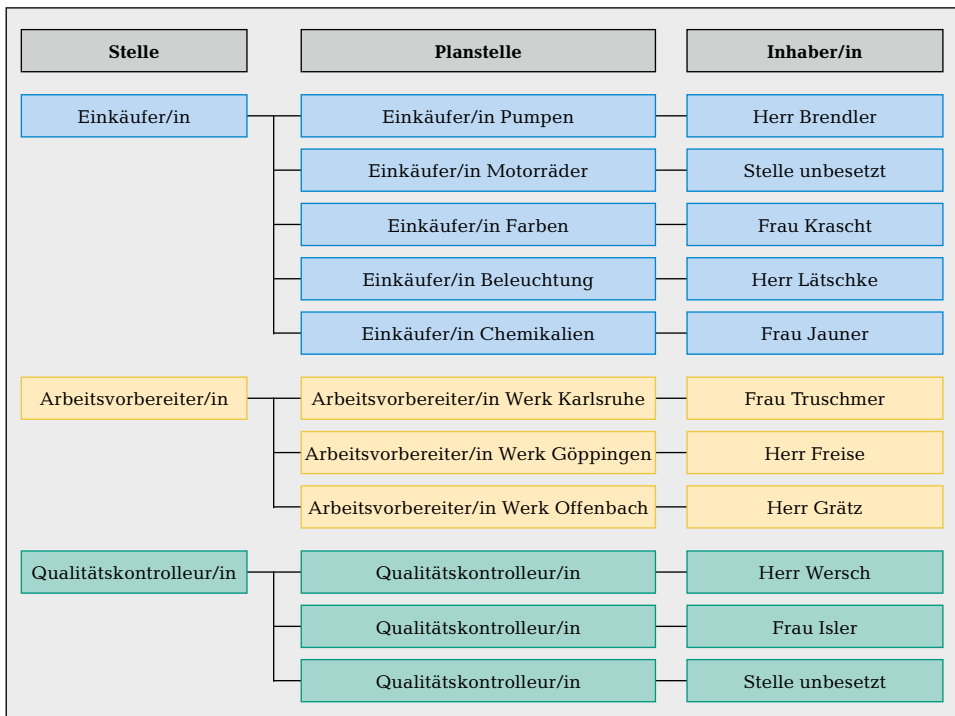 Stelle Planstelle Inhaber/in
Einkäufer/in Einkäufer/in Pumpen Herr Brendler
Einkäufer/in Motorräder Stelle unbesetzt
Einkäufer/in Farben Frau Krascht
Einkäufer/in Beleuchtung Herr Lätschke
Einkäufer/in Chemikalien Frau Jauner
Arbeitsvorbereiter/in Arbeitsvorbereiter/in Werk Karlsruhe Frau Truschmer
Arbeitsvorbereiter/in Werk Göppingen Herr Freise
Arbeitsvorbereiter/in Werk Offenbach Herr Grätz
Qualitätskontrolleur/in Qualitätskontrolleur/in Herr Wersch
Qualitätskontrolleur/in Frau Isler
Qualitätskontrolleur/in Stelle unbesetzt